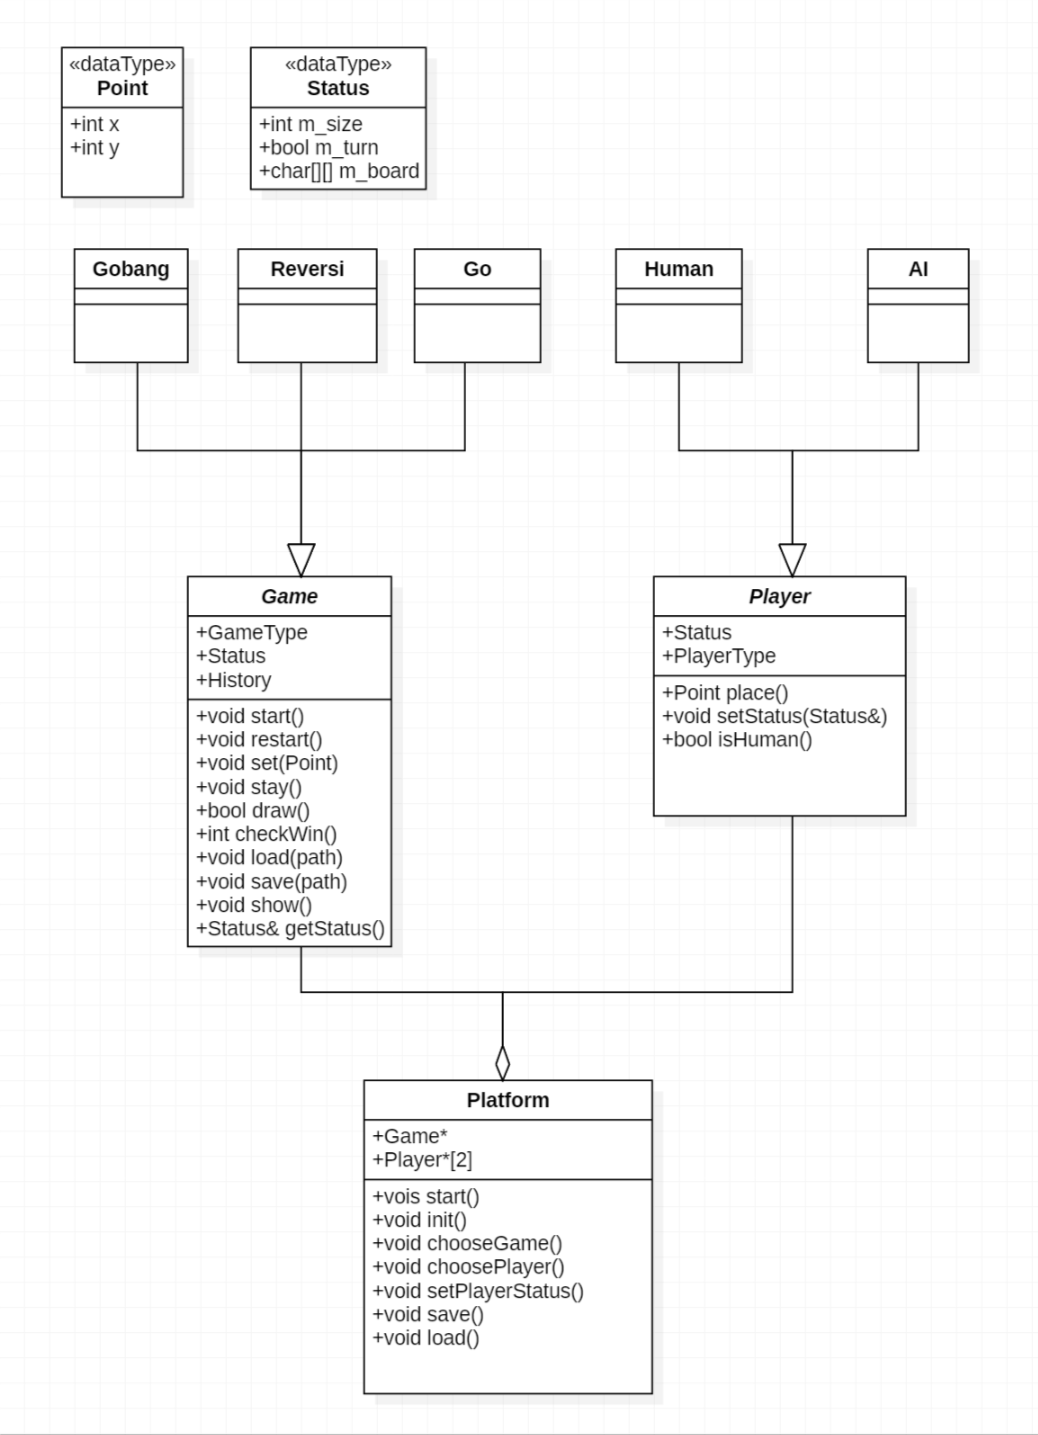 «dataType»
Point
+int x
+int y
«dataType»
Status
+int m_size
+bool m_turn
+char[][] m_board
Gobang
Reversi
Go
Human
AI
Game
+GameType
+Status
+History
+void start()
+void restart()
+void set(Point)
+void stay()
+bool draw()
+int checkWin()
+void load(path)
+void save(path)
+void show()
+Status& getStatus()
Player
+Status
+PlayerType
+Point place()
+void setStatus(Status&)
+bool isHuman()
Platform
+Game*
+Player*[2]
+vois start()
+void init()
+void chooseGame()
+void choosePlayer()
+void setPlayerStatus()
+void save()
+void load()